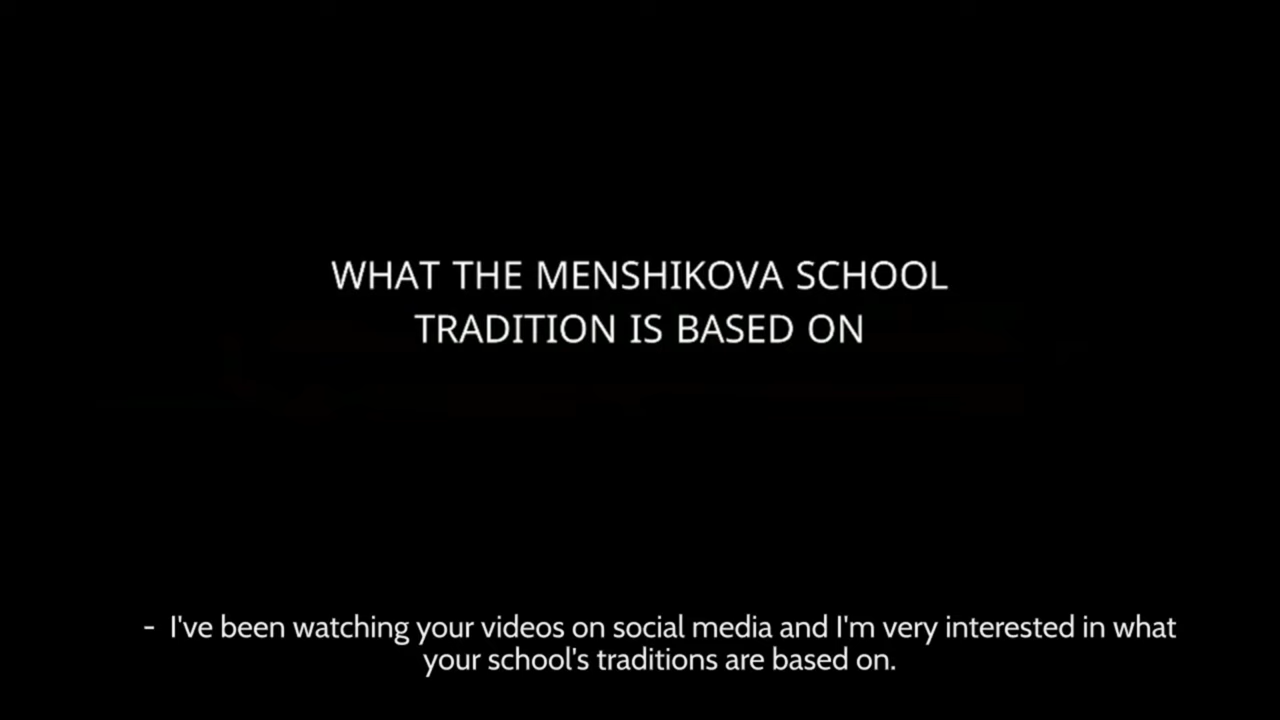 WHAT THE MENSHIKOVA SCHOOL
TRADITION IS BASED ON
- I've been watching your videos on social media and I'm very interested in what
your school's traditions are based on.